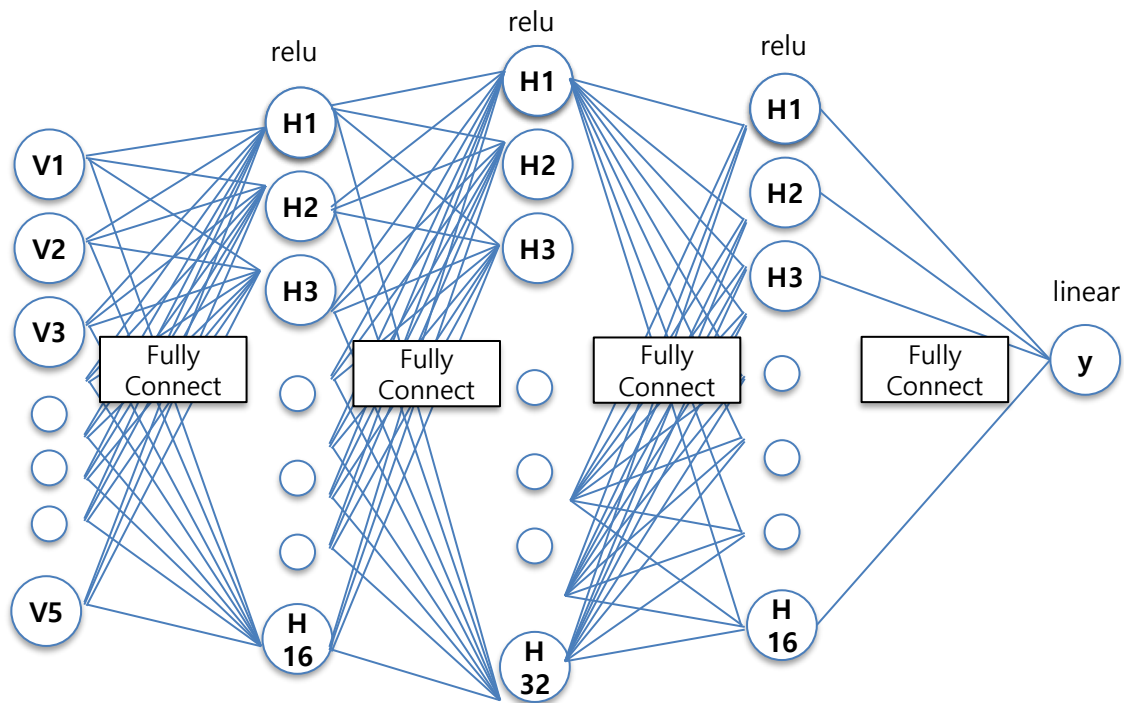 relu
relu
relu
H1
H1
H1
V1
H2
H2
H2
V2
H3
H3
H3
V3
linear
Fully
Connect
Fully
Connect
Fully
Connect
Fully
Connect
y
V5
H
16
H
32
H
16